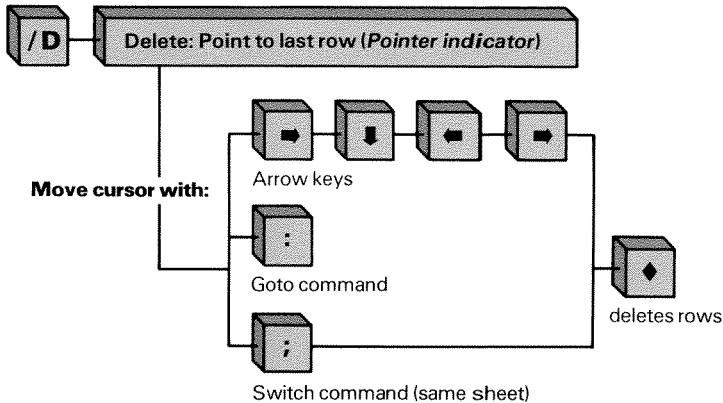 /D
Delete: Point to last row (Pointer indicator)
Move cursor with:
Arrow keys
:
Goto command
deletes rows
;
Switch command (same sheet)